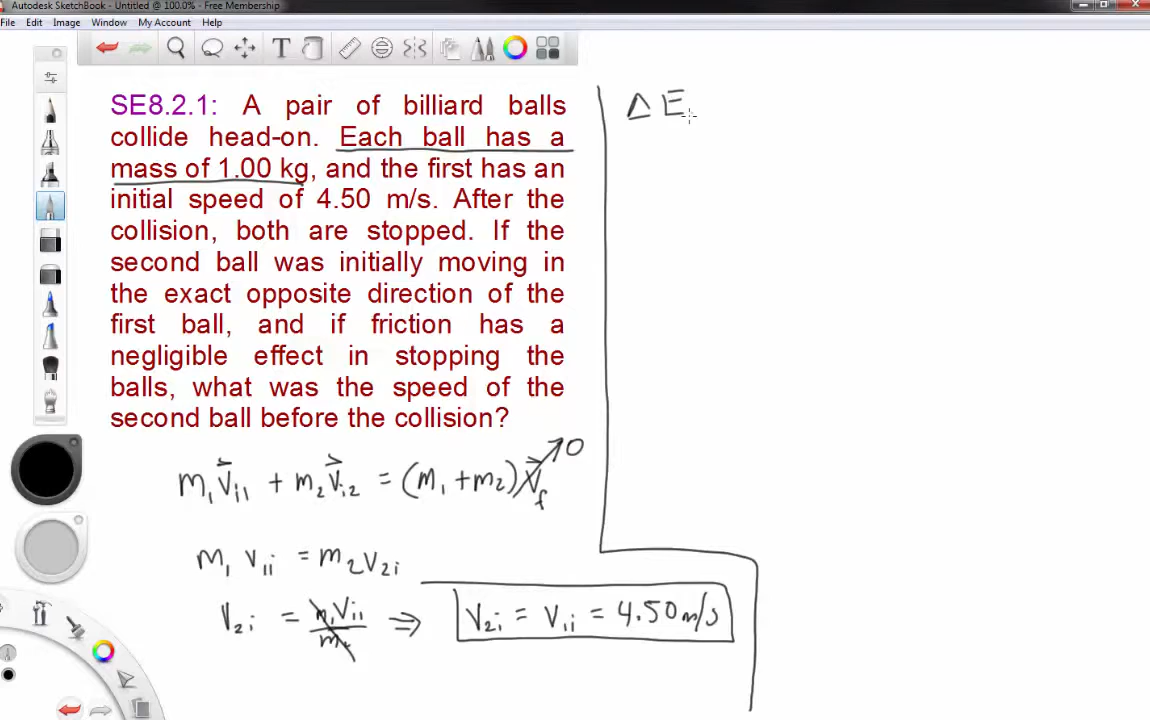 Autodesk SketchBook - Untitled @ 100.0% - Free Membership
File Edit Image Window My Account Help
SE8.2.1: A pair of billiard balls
collide head-on. Each ball has a
mass of 1.00 kg, and the first has an
initial speed of 4.50 m/s. After the
collision, both are stopped. If the
second ball was initially moving in
the exact opposite direction of the
first ball, and if friction has a
negligible effect in stopping the
balls, what was the speed of the
second ball before the collision?
m₁v⃗ᵢ₁ + m₂v⃗ᵢ₂ = (m₁+m₂)v⃗f 0
m₁ v₁ᵢ = m₂v₂ᵢ
v₂ᵢ = m₁v₁ᵢ/m₂ ⇒ v₂ᵢ = v₁ᵢ = 4.50 m/s
Δ E